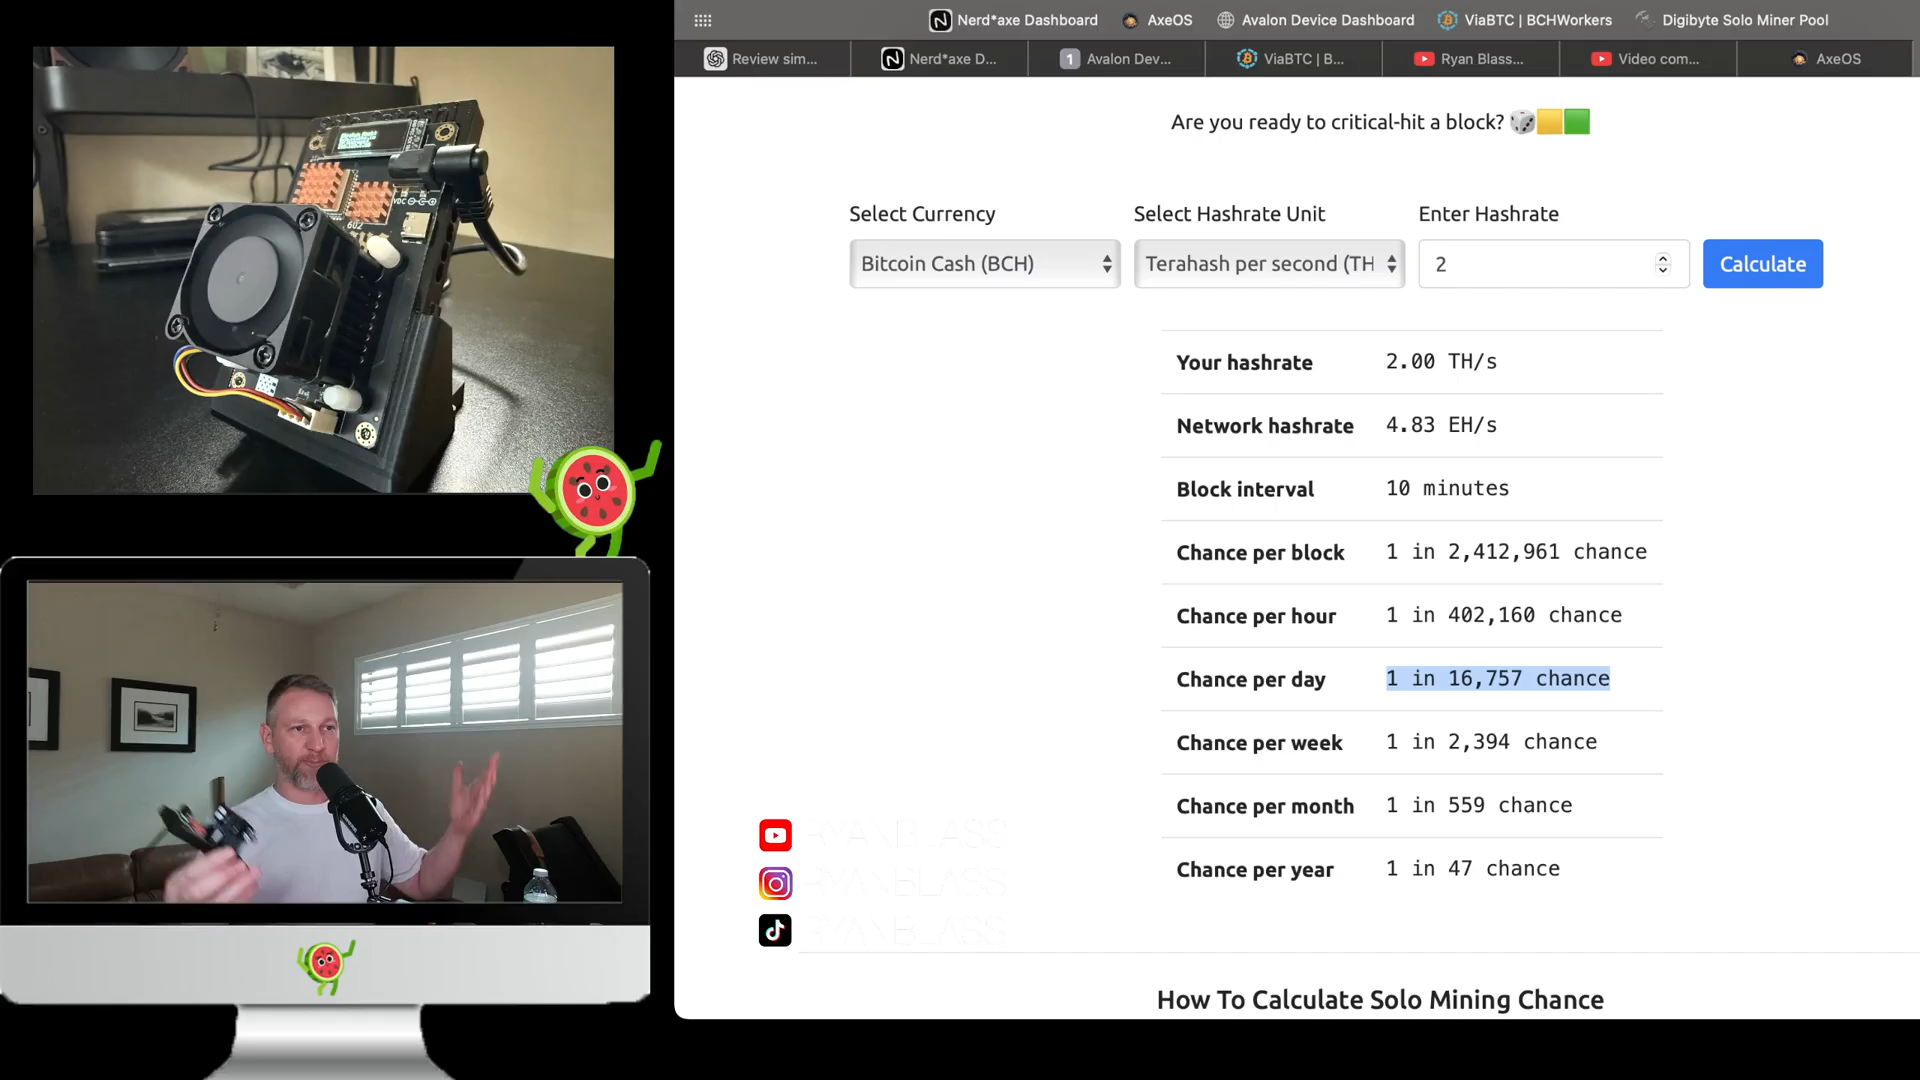 Nerd*axe Dashboard
AxeOS
Avalon Device Dashboard
ViaBTC | BCHWorkers
Digibyte Solo Miner Pool
Review sim...
Nerd*axe D...
1
Avalon Dev...
ViaBTC | B...
Ryan Blass...
Video com...
AxeOS
Are you ready to critical-hit a block? 🎲🟨🟩
Select Currency
Select Hashrate Unit
Enter Hashrate
Bitcoin Cash (BCH)
Terahash per second (TH
2
Calculate
Your hashrate 2.00 TH/s
Network hashrate 4.83 EH/s
Block interval 10 minutes
Chance per block 1 in 2,412,961 chance
Chance per hour 1 in 402,160 chance
Chance per day 1 in 16,757 chance
Chance per week 1 in 2,394 chance
Chance per month 1 in 559 chance
Chance per year 1 in 47 chance
RYANBLASS
RYANBLASS
RYANBLASS
How To Calculate Solo Mining Chance
602